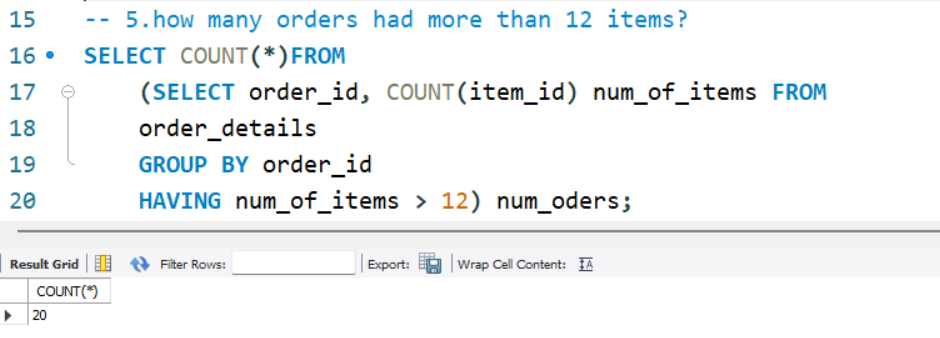 15 -- 5.how many orders had more than 12 items?
16 SELECT COUNT(*)FROM
17 (SELECT order_id, COUNT(item_id) num_of_items FROM
18 order_details
19 GROUP BY order_id
20 HAVING num_of_items > 12) num_oders;
Result Grid Filter Rows: Export: Wrap Cell Content: IA
COUNT(*)
20